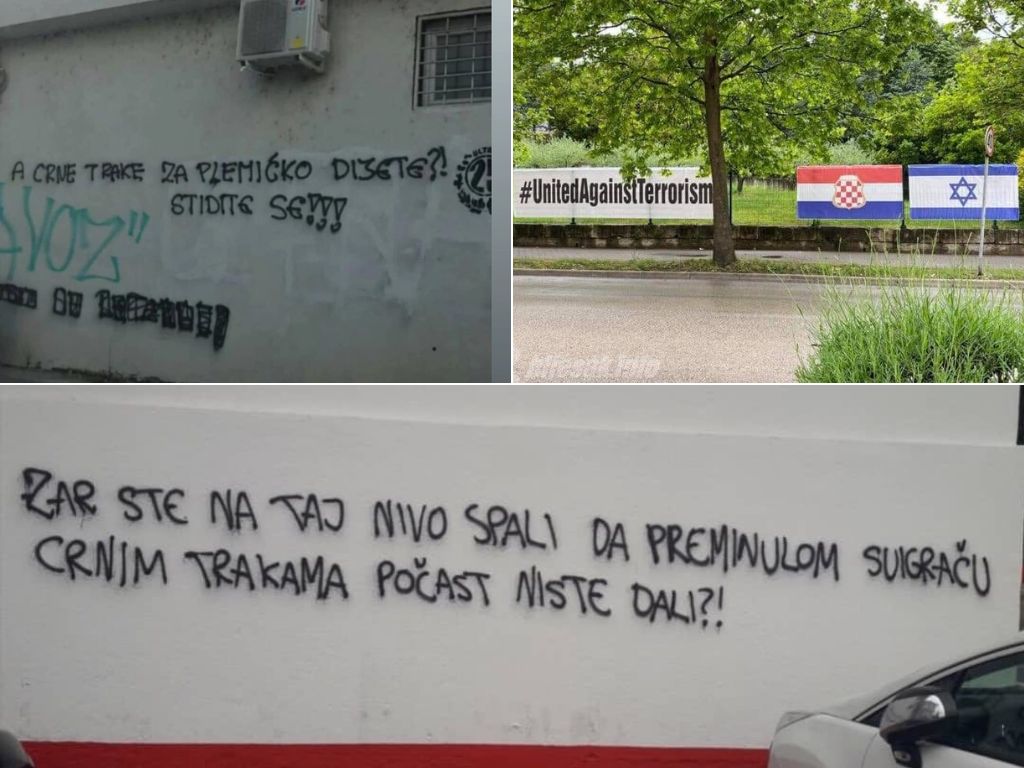 A CRNE TRAKE ZA PLEMIĆKO DIJETE?!
STIDITE SE!!!
ULTRAS
#UnitedAgainstTerrorism
ZAR STE NA TAJ NIVO SPALI DA PREMINULOM SUIGRAČU
CRNIM TRAKAMA POČAST NISTE DALI?!